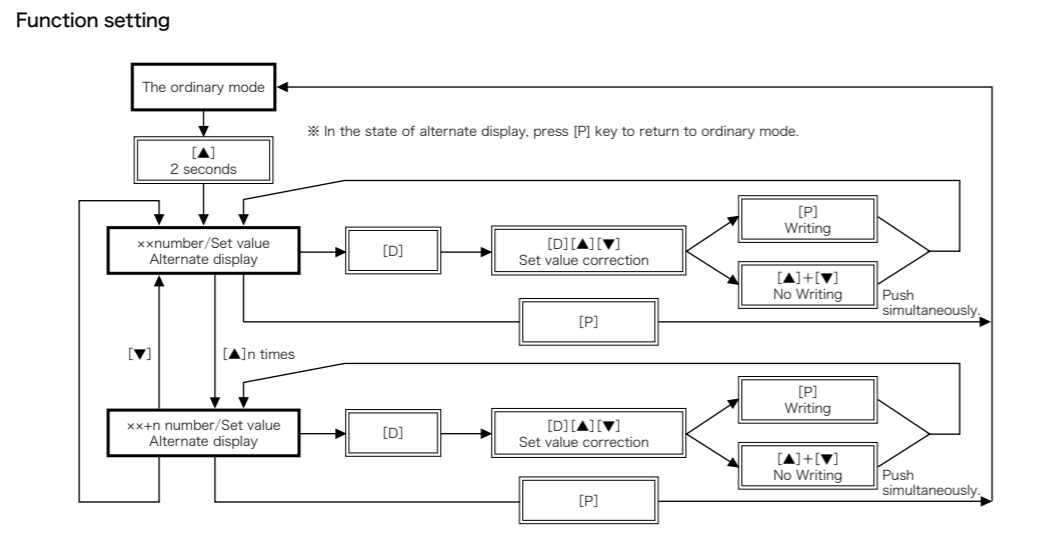 Function setting
The ordinary mode
※ In the state of alternate display, press [P] key to return to ordinary mode.
[▲]
2 seconds
××number/Set value
Alternate display
[D]
[D][▲][▼]
Set value correction
[P]
Writing
[▲]+[▼]
No Writing
Push
simultaneously.
[P]
[▼]
[▲]n times
××+n number/Set value
Alternate display
[D]
[D][▲][▼]
Set value correction
[P]
Writing
[▲]+[▼]
No Writing
Push
simultaneously.
[P]